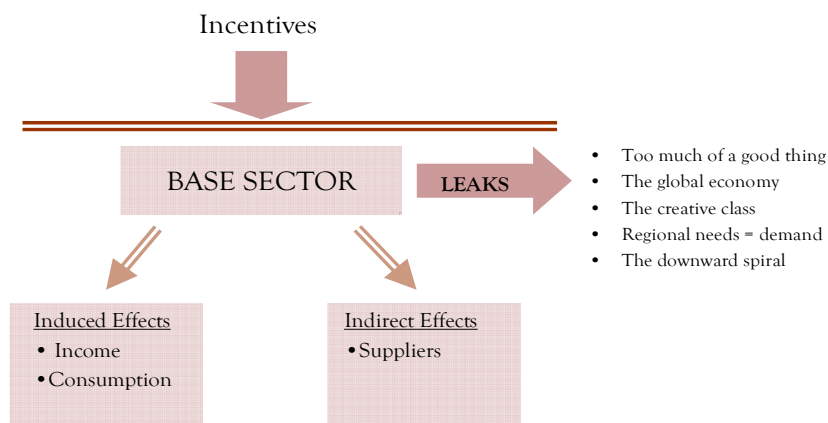 Incentives
BASE SECTOR
LEAKS
• Too much of a good thing
• The global economy
• The creative class
• Regional needs = demand
• The downward spiral
Induced Effects
• Income
• Consumption
Indirect Effects
• Suppliers